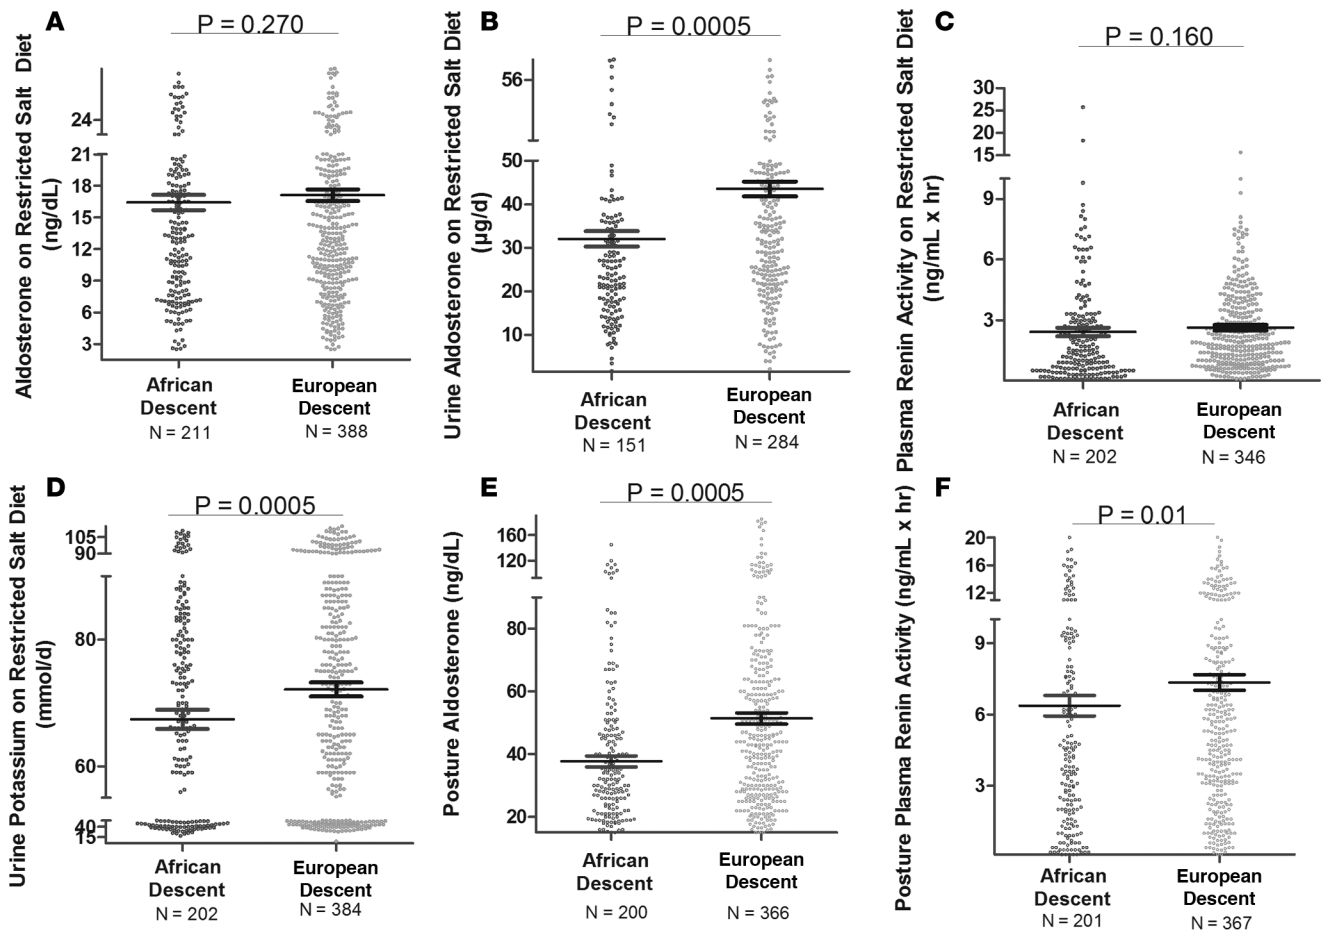 A
P = 0.270
Aldosterone on Restricted Salt Diet
(ng/dL)
24
21
18
15
12
9
6
3
African
Descent
N = 211
European
Descent
N = 388
B
P = 0.0005
Urine Aldosterone on Restricted Salt Diet
(µg/d)
56
50
40
30
20
10
African
Descent
N = 151
European
Descent
N = 284
C
P = 0.160
Plasma Renin Activity on Restricted Salt Diet
(ng/mL x hr)
30
25
20
15
9
6
3
African
Descent
N = 202
European
Descent
N = 346
D
P = 0.0005
Urine Potassium on Restricted Salt Diet
(mmol/d)
105
90
80
60
40
15
African
Descent
N = 202
European
Descent
N = 384
E
P = 0.0005
Posture Aldosterone (ng/dL)
160
120
80
60
40
20
African
Descent
N = 200
European
Descent
N = 366
F
P = 0.01
Posture Plasma Renin Activity (ng/mL x hr)
20
16
12
9
6
3
African
Descent
N = 201
European
Descent
N = 367